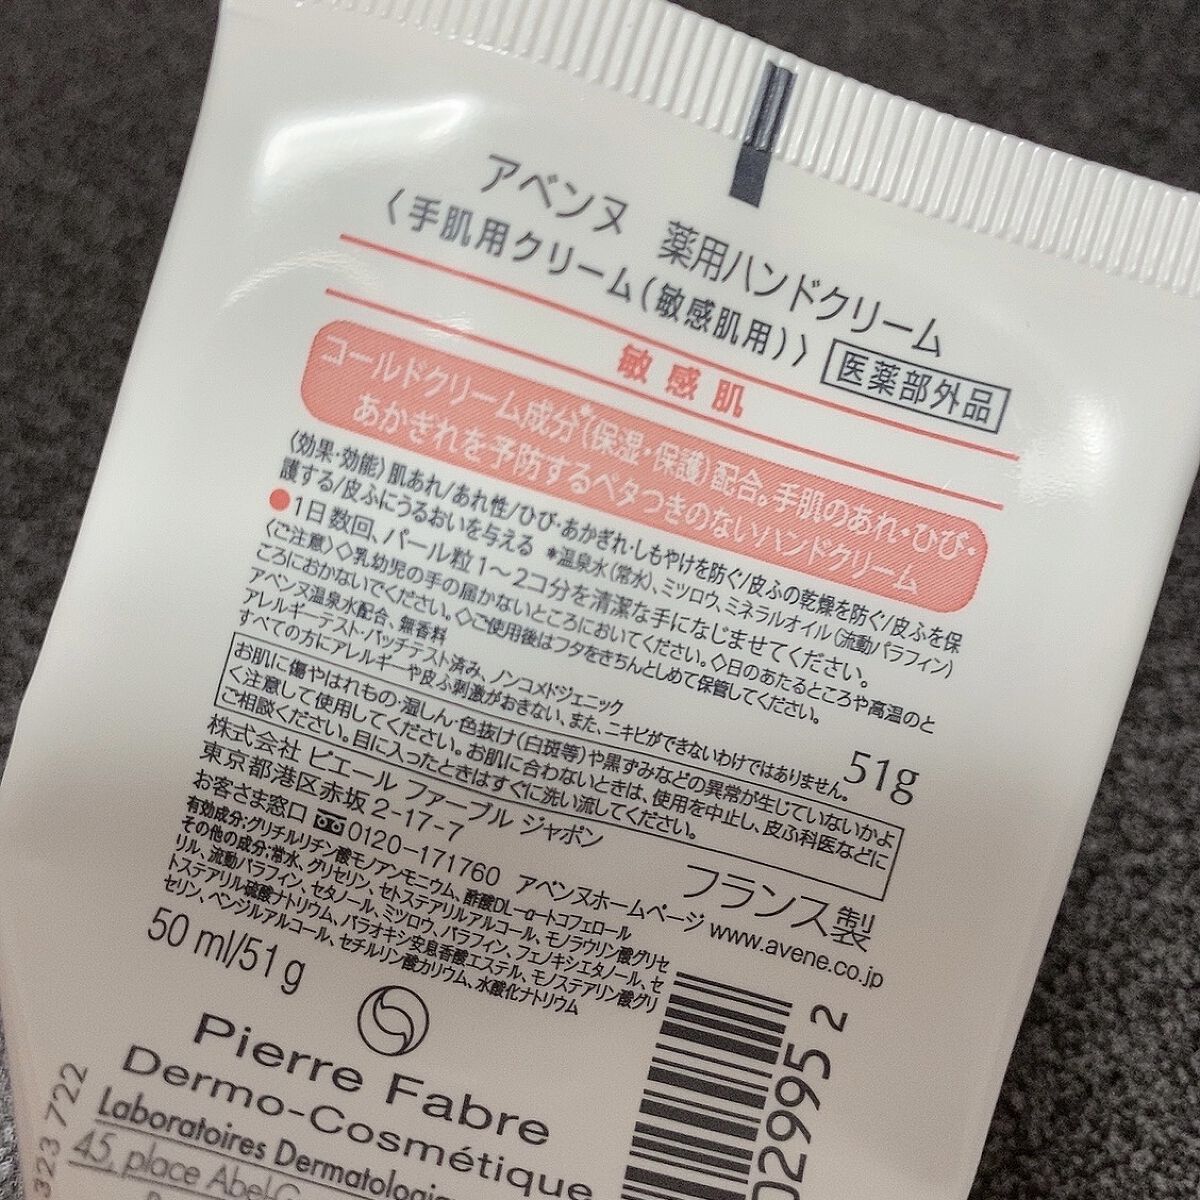 アベンヌ 薬用ハンドクリーム
〈手肌用クリーム(敏感肌用)〉 医薬部外品
敏感肌
コールドクリーム成分*(保湿・保護)配合。手肌のあれ・ひび・
あかぎれを予防するベタつきのないハンドクリーム
〈効果・効能〉肌あれ/あれ性/ひび・あかぎれ・しもやけを防ぐ/皮ふの乾燥を防ぐ/皮ふを保
護する/皮ふにうるおいを与える *温泉水(常水)、ミツロウ、ミネラルオイル(流動パラフィン)
●1日数回、パール粒1〜2コ分を清潔な手になじませてください。
〈ご注意〉◇乳幼児の手の届かないところにおいてください。◇日のあたるところや高温のと
ころにおかないでください。◇ご使用後はフタをきちんとしめて保管してください。
アベンヌ温泉水配合、無香料
アレルギーテスト・パッチテスト済み、ノンコメドジェニック
すべての方にアレルギーや皮ふ刺激がおきない、また、ニキビができないわけではありません。
51g
お肌に傷やはれもの・湿しん・色抜け(白斑等)や黒ずみなどの異常が生じていないかよ
く注意して使用してください。お肌に合わないときは、使用を中止し、皮ふ科医などに
ご相談ください。目に入ったときはすぐに洗い流してください。
株式会社 ピエール ファーブル ジャポン
東京都港区赤坂2-17-7
フランス製
お客さま窓口 0120-171760 アベンヌホームページ www.avene.co.jp
有効成分:グリチルリチン酸モノアンモニウム、酢酸DL-α-トコフェロール
その他の成分:常水、グリセリン、セトステアリルアルコール、モノラウリン酸グリセ
リル、流動パラフィン、セタノール、ミツロウ、パラフィン、フェノキシエタノール、セ
トステアリル硫酸ナトリウム、パラオキシ安息香酸エステル、モノステアリン酸グリ
セリン、ベンジルアルコール、セチルリン酸カリウム、水酸化ナトリウム
50 ml/51 g
Pierre Fabre
Dermo-Cosmétique
Laboratoires Dermatologi
45, place Abel-G
323 722
02995 2